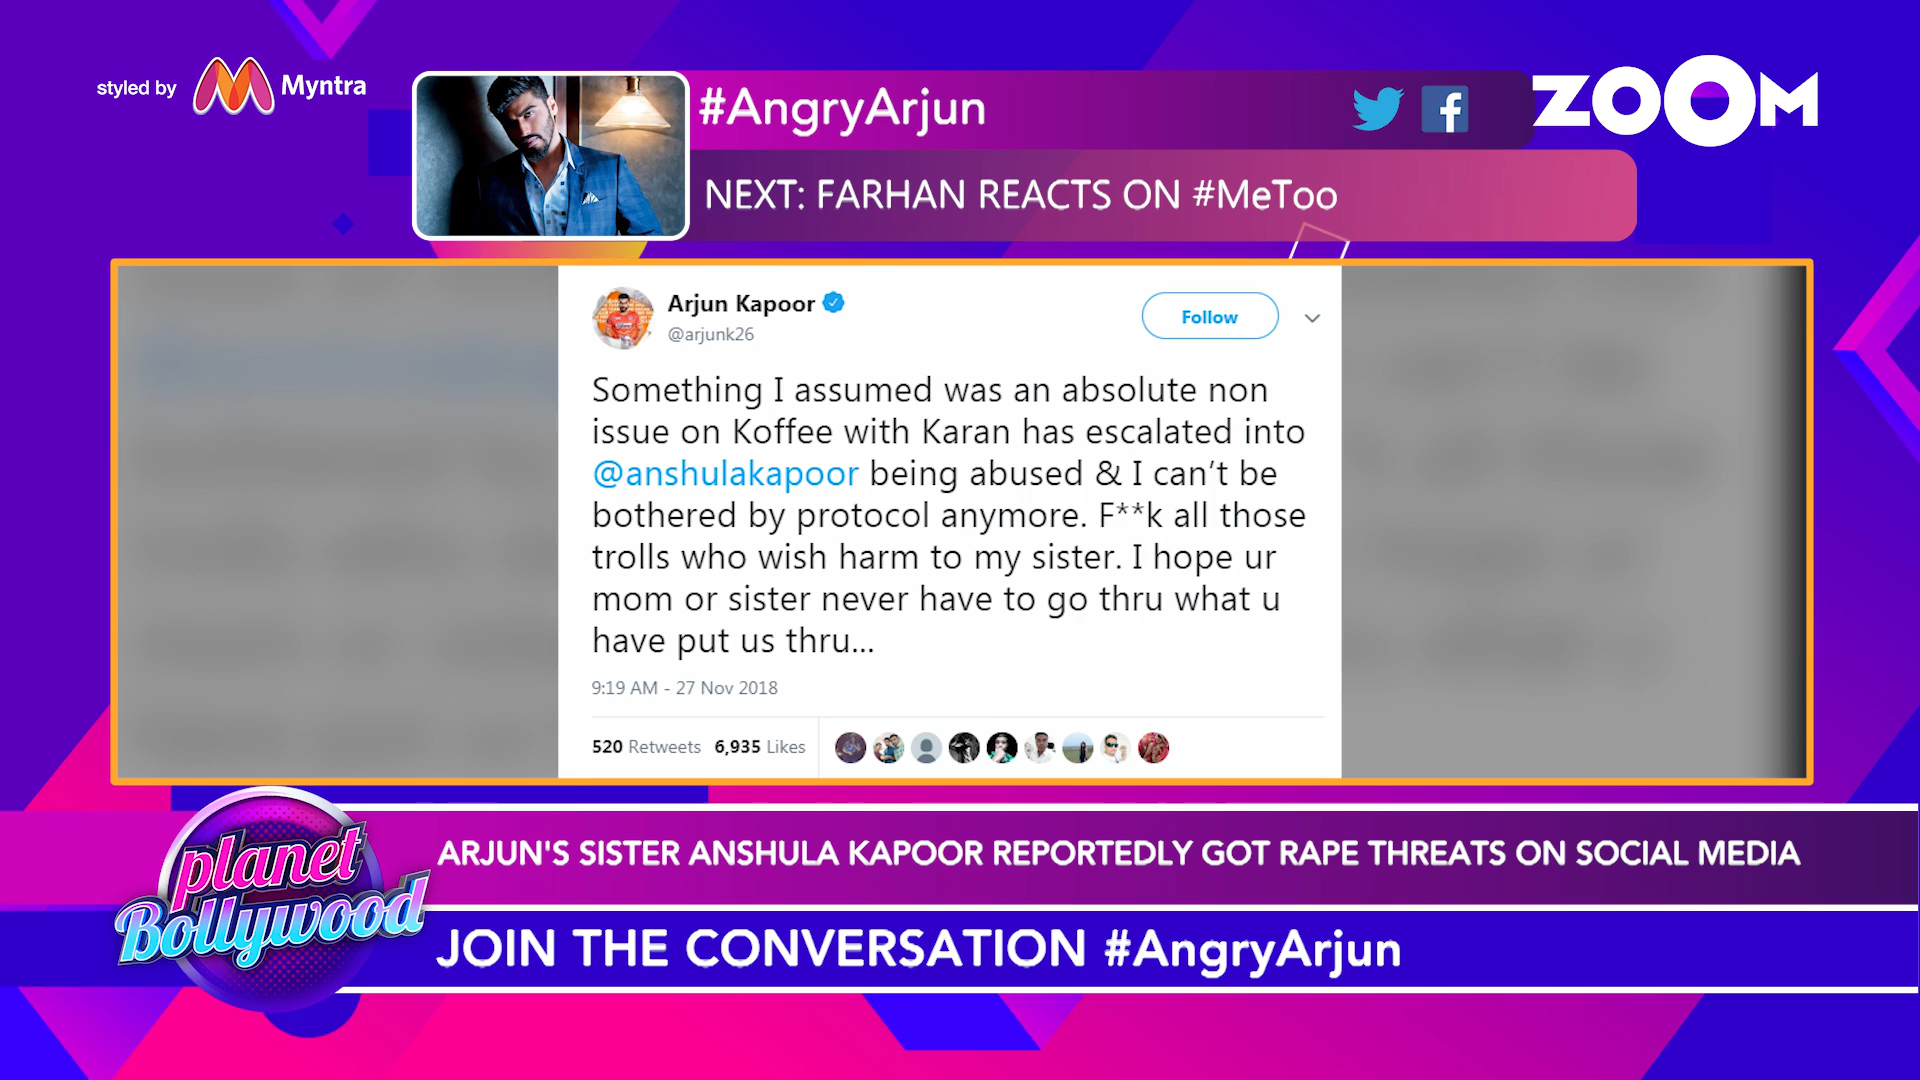 styled by Myntra
#AngryArjun
ZOOM
NEXT: FARHAN REACTS ON #MeToo
Arjun Kapoor
@arjunk26
Follow
Something I assumed was an absolute non
issue on Koffee with Karan has escalated into
@anshulakapoor being abused & I can’t be
bothered by protocol anymore. F**k all those
trolls who wish harm to my sister. I hope ur
mom or sister never have to go thru what u
have put us thru...
9:19 AM - 27 Nov 2018
520 Retweets 6,935 Likes
planet
Bollywood
ARJUN'S SISTER ANSHULA KAPOOR REPORTEDLY GOT RAPE THREATS ON SOCIAL MEDIA
JOIN THE CONVERSATION #AngryArjun